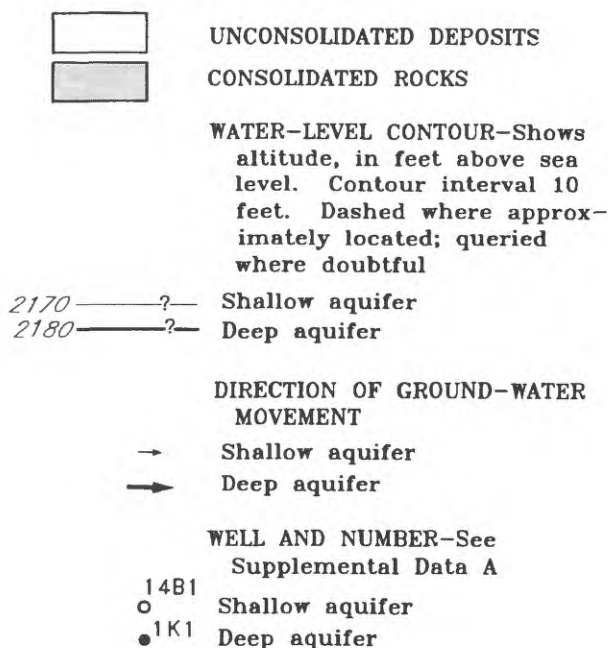 UNCONSOLIDATED DEPOSITS
CONSOLIDATED ROCKS
WATER-LEVEL CONTOUR-Shows
altitude, in feet above sea
level. Contour interval 10
feet. Dashed where approx-
imately located; queried
where doubtful
2170 ? Shallow aquifer
2180 ? Deep aquifer
DIRECTION OF GROUND-WATER
MOVEMENT
Shallow aquifer
Deep aquifer
WELL AND NUMBER-See
Supplemental Data A
14B1
Shallow aquifer
1K1 Deep aquifer